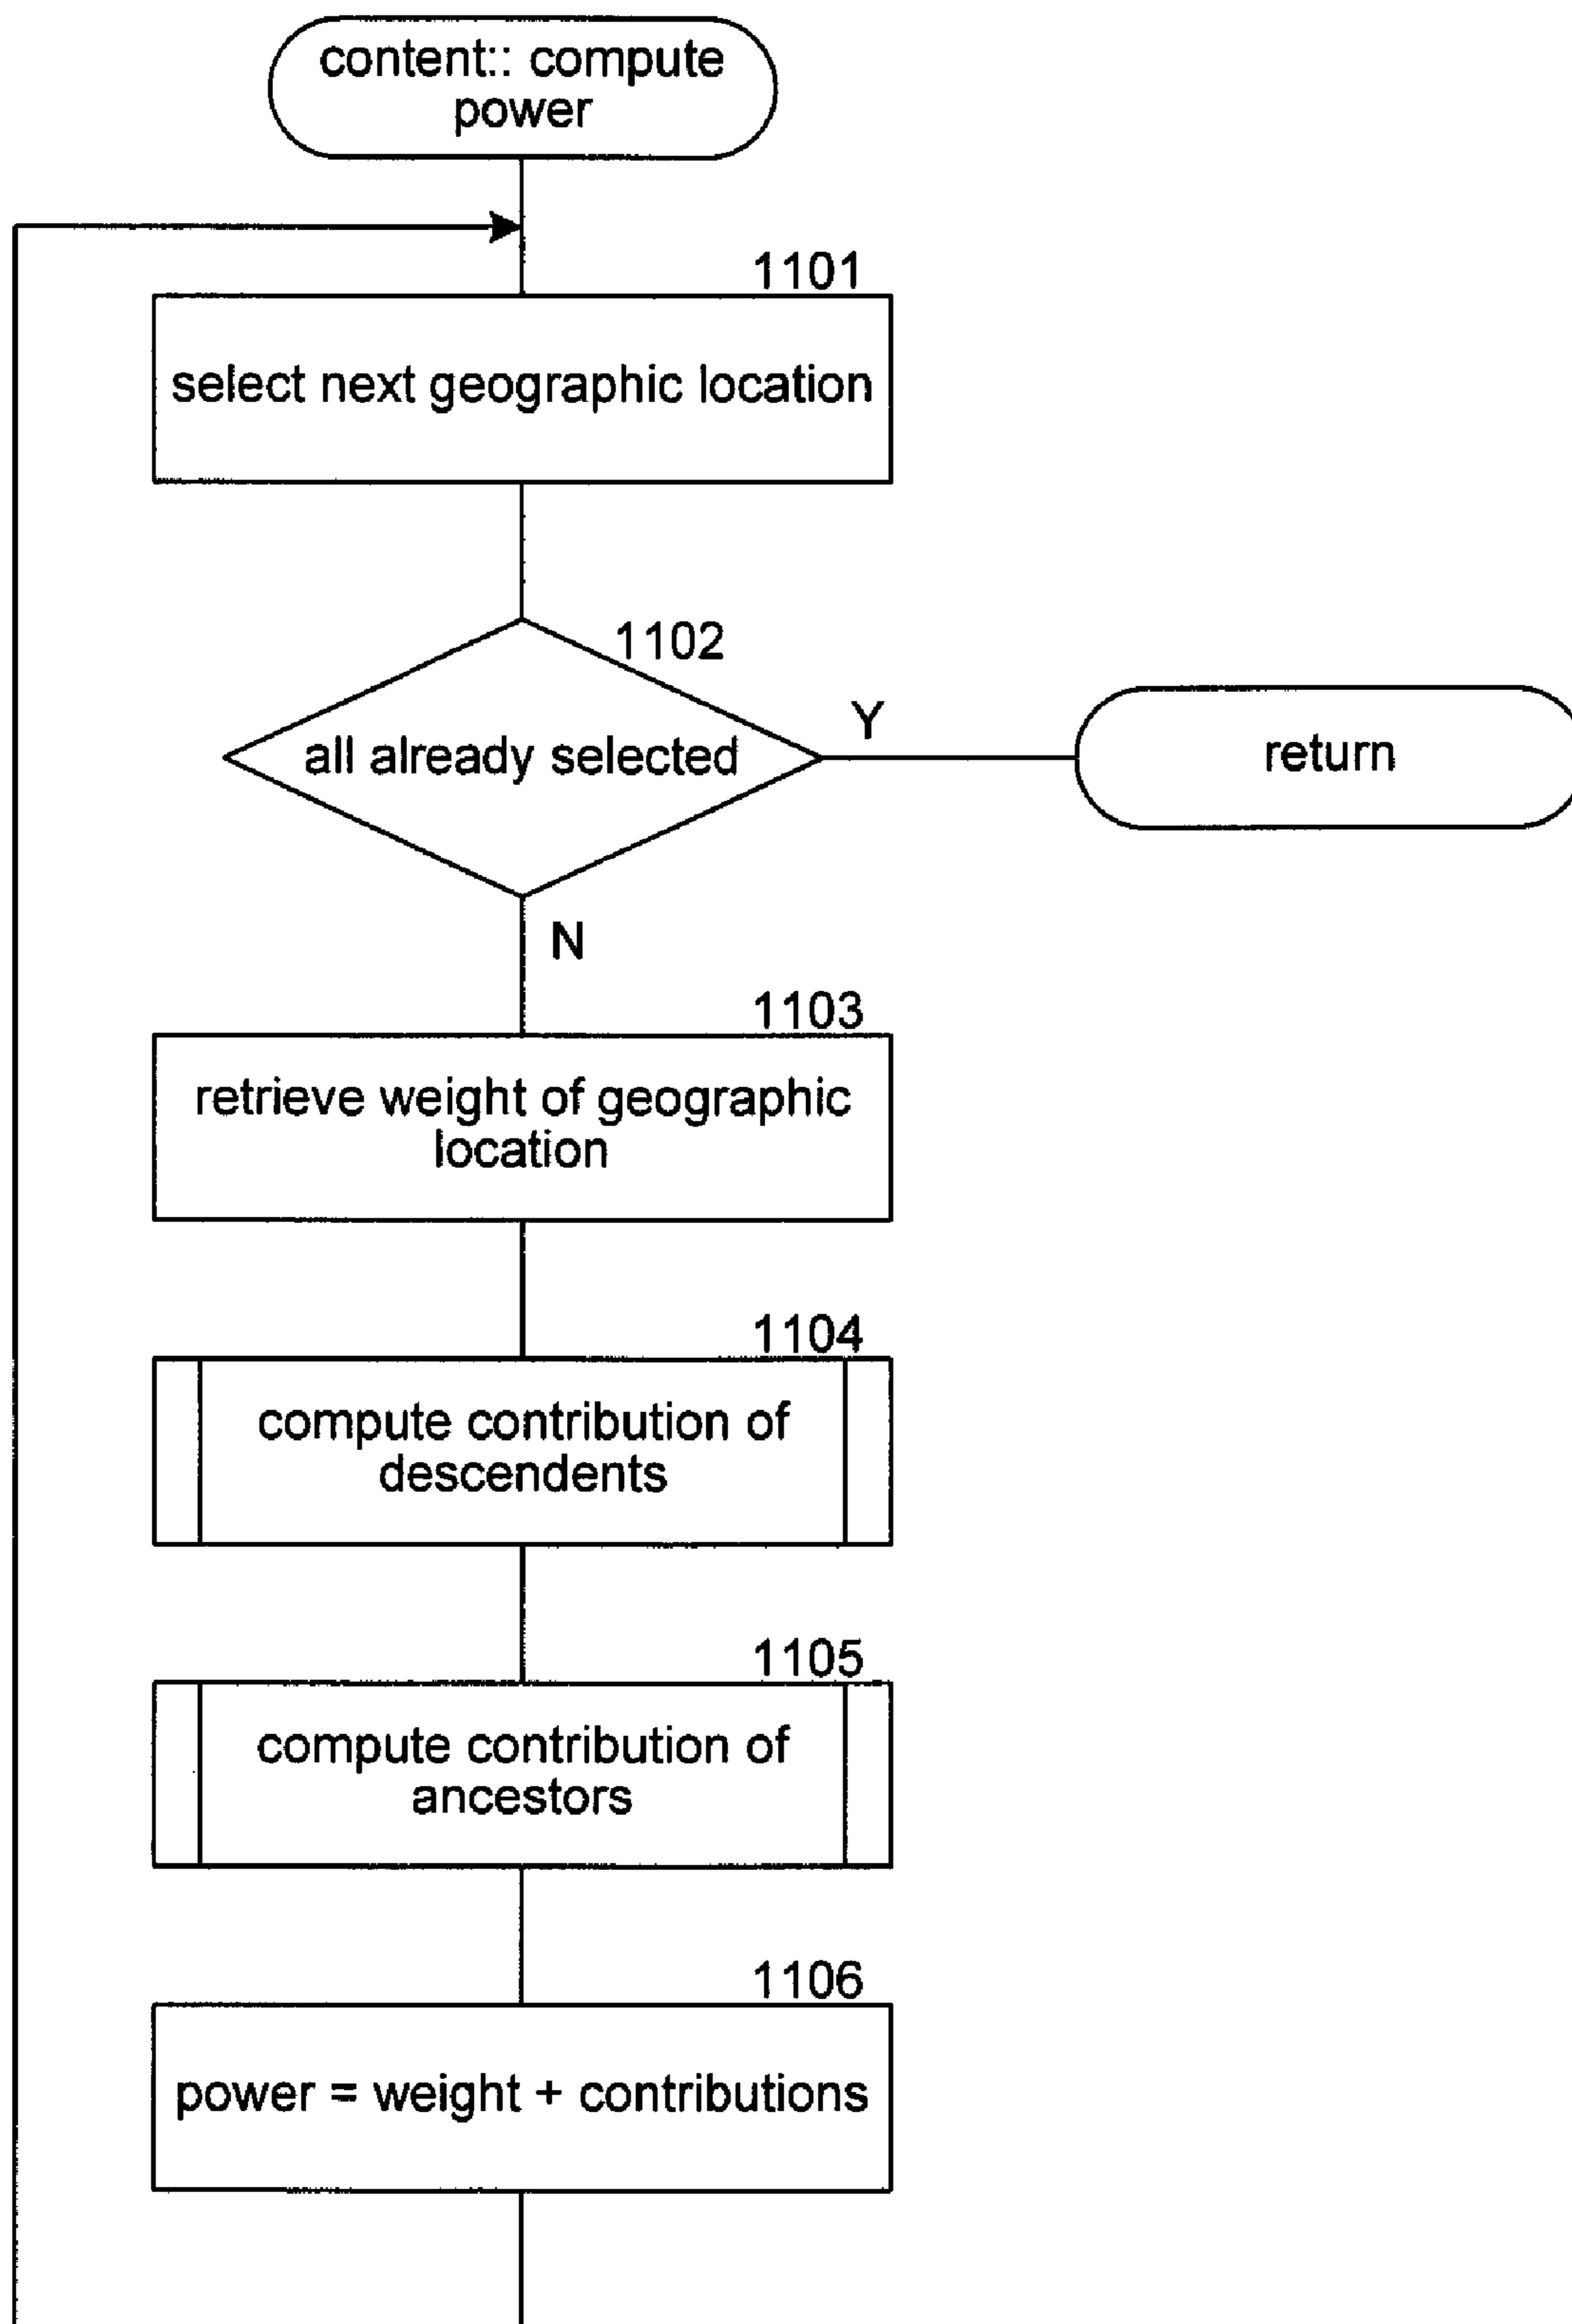 content:: compute
power
1101
select next geographic location
1102
all already selected
Y
return
N
1103
retrieve weight of geographic
location
1104
compute contribution of
descendents
1105
compute contribution of
ancestors
1106
power = weight + contributions